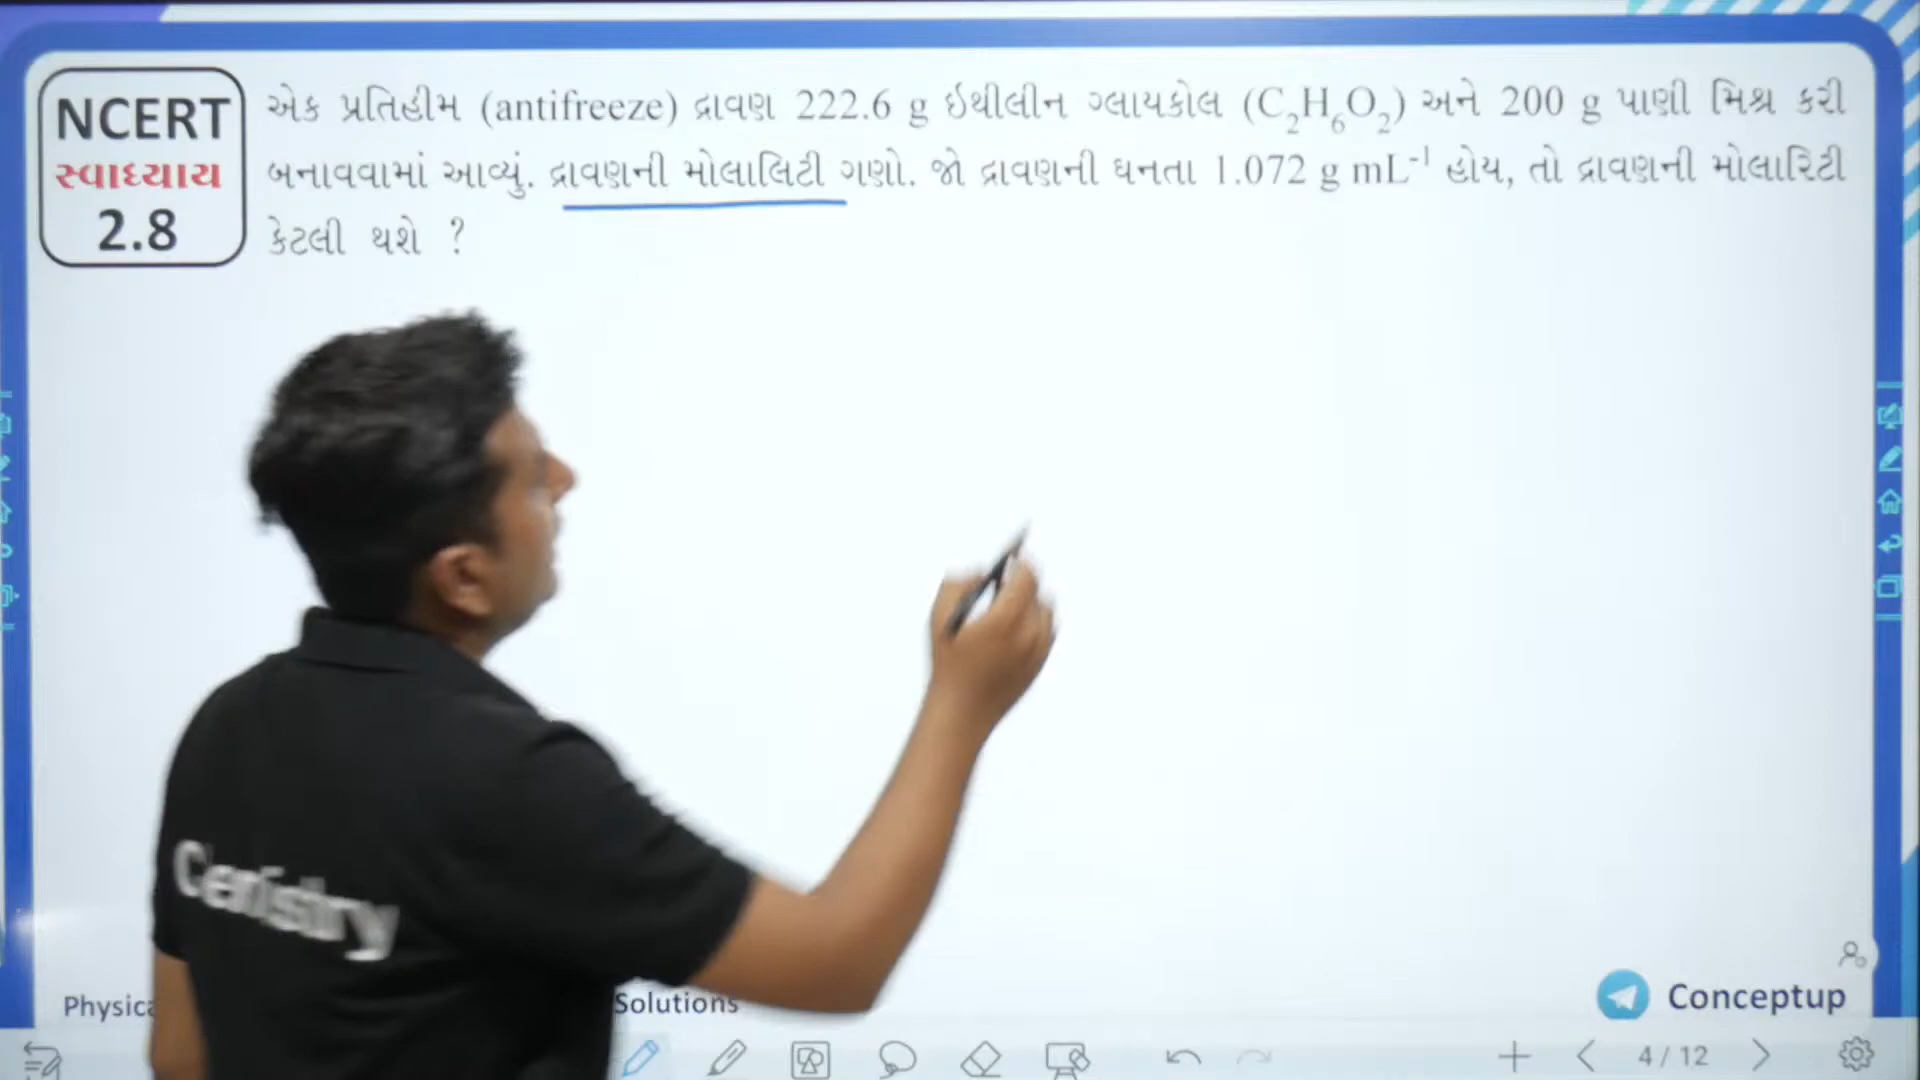 NCERT
સ્વાધ્યાય
2.8
એક પ્રતિહીમ (antifreeze) દ્રાવણ 222.6 g ઇથીલીન ગ્લાયકોલ (C₂H₆O₂) અને 200 g પાણી મિશ્ર કરી
બનાવવામાં આવ્યું. દ્રાવણની મોલાલિટી ગણો. જો દ્રાવણની ઘનતા 1.072 g mL⁻¹ હોય, તો દ્રાવણની મોલારિટી
કેટલી થશે ?
Solutions
Conceptup
4 / 12